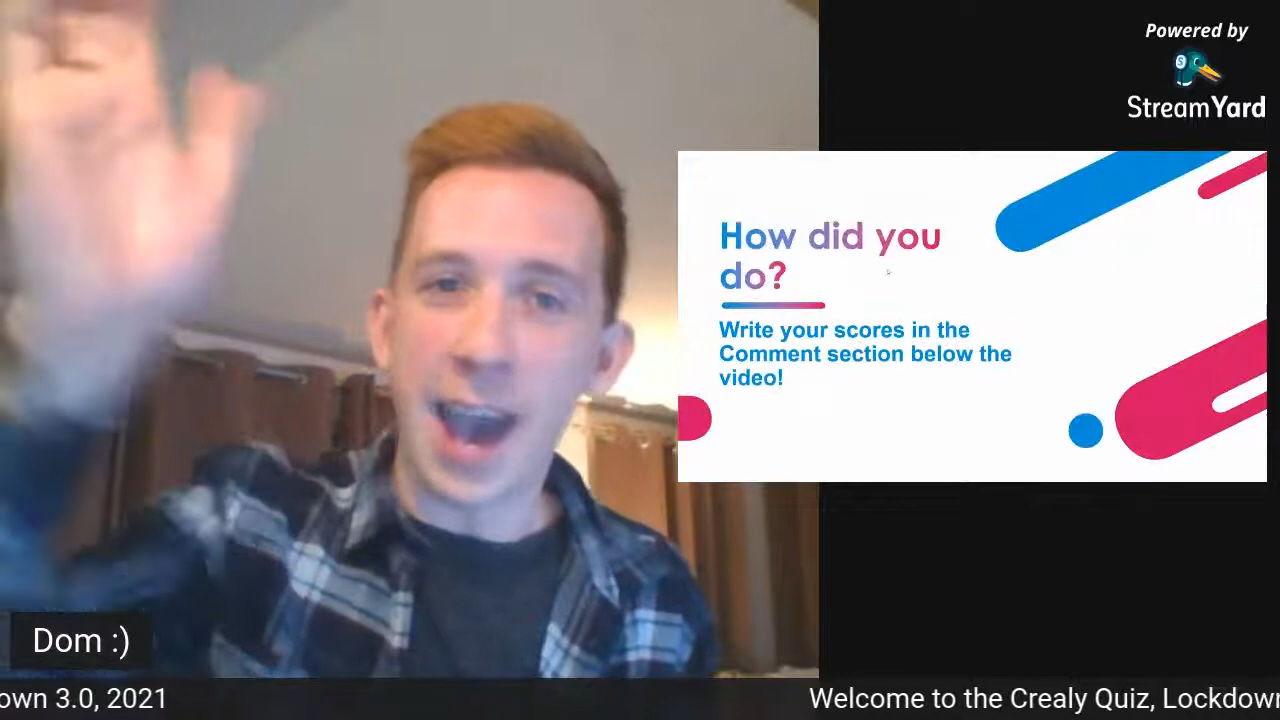 Powered by
StreamYard
How did you
do?
Write your scores in the
Comment section below the
video!
Dom :)
own 3.0, 2021
Welcome to the Crealy Quiz, Lockdown